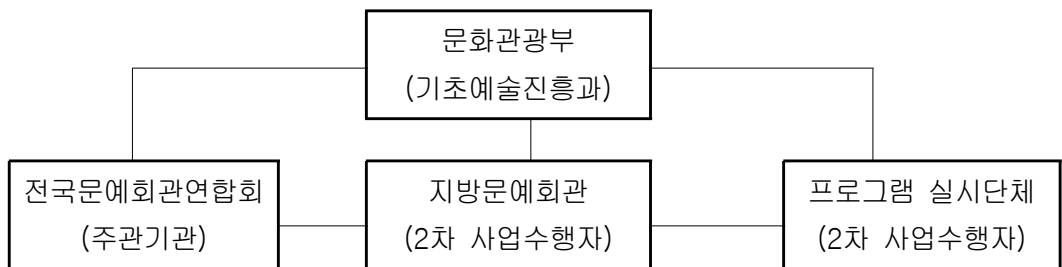 문화관광부
(기초예술진흥과)
전국문예회관연합회
(주관기관)
지방문예회관
(2차 사업수행자)
프로그램 실시단체
(2차 사업수행자)